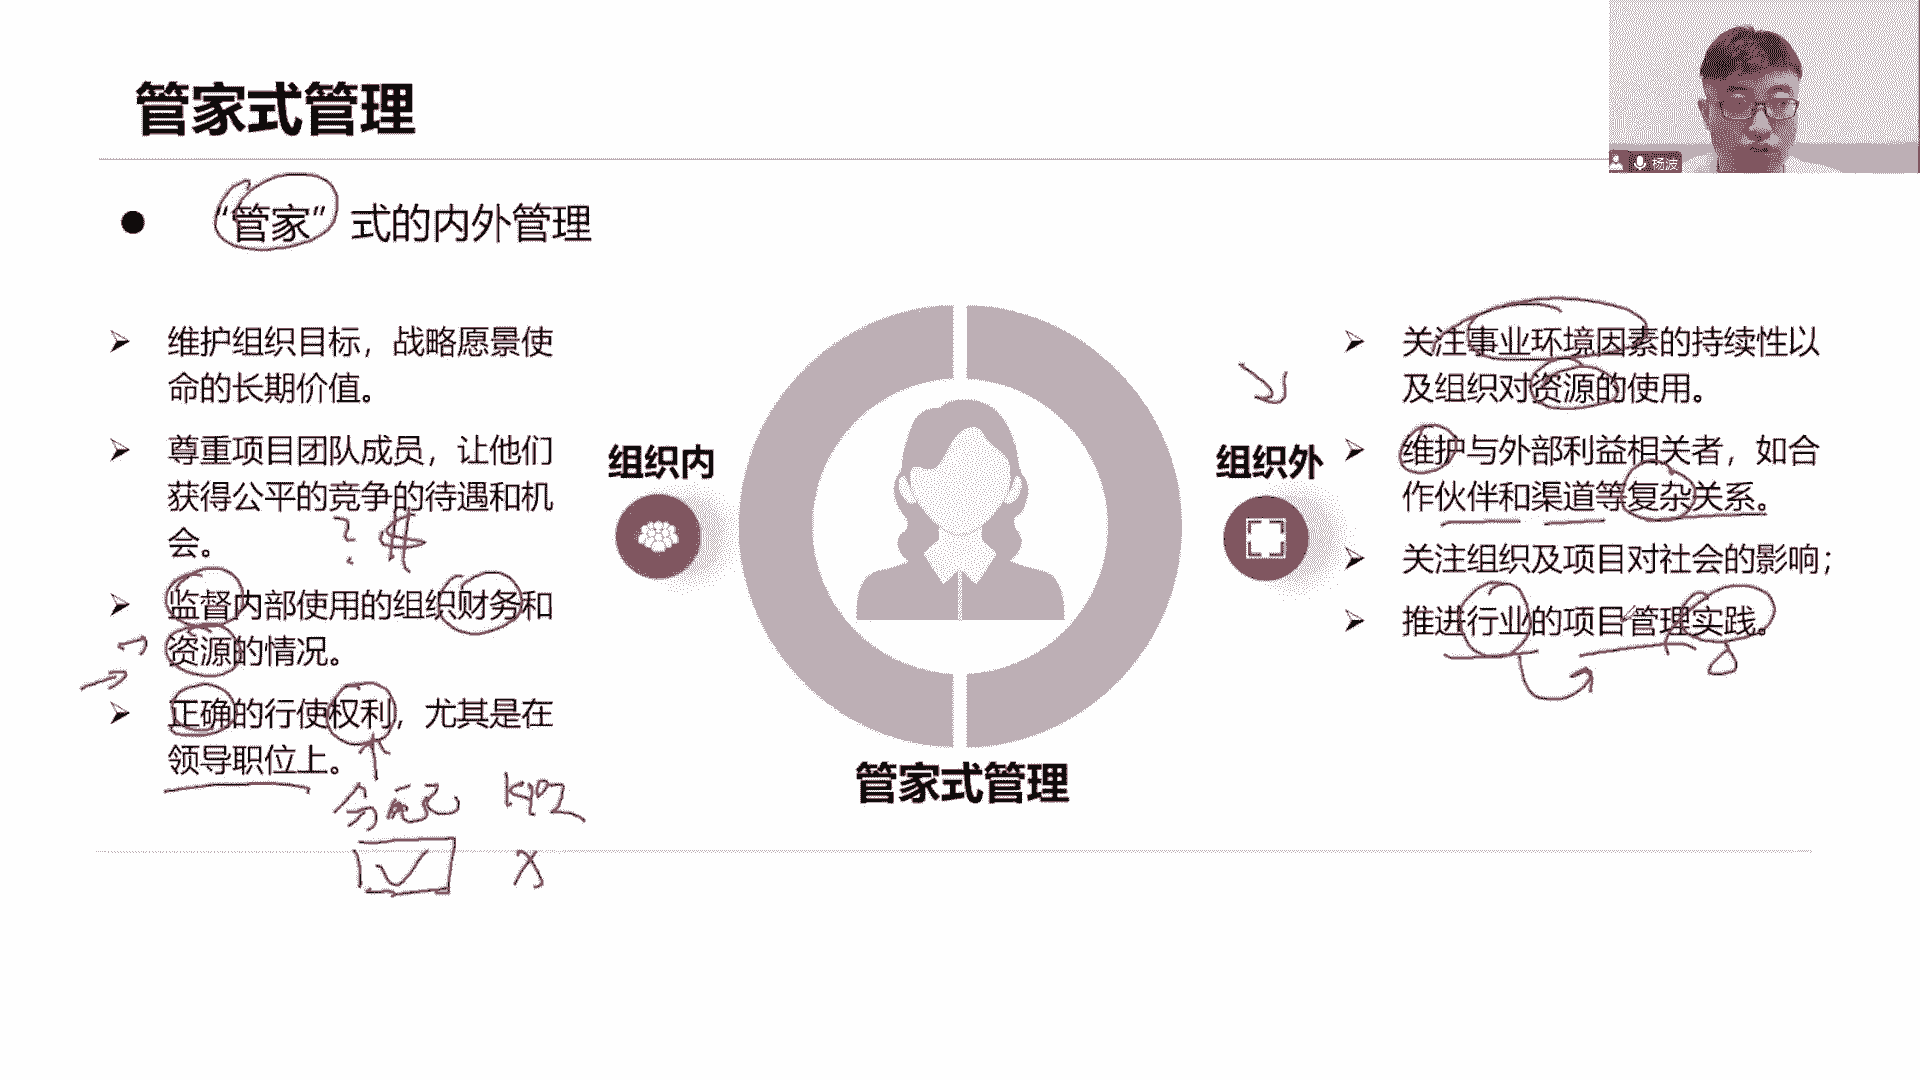 管家式管理
杨波
“管家” 式的内外管理
维护组织目标，战略愿景使
命的长期价值。
尊重项目团队成员，让他们
获得公平的竞争的待遇和机
会。
? $
监督内部使用的组织财务和
资源的情况。
正确的行使权利，尤其是在
领导职位上。
分配
组织内
管家式管理
组织外
关注事业环境因素的持续性以
及组织对资源的使用。
维护与外部利益相关者，如合
作伙伴和渠道等复杂关系。
关注组织及项目对社会的影响；
推进行业的项目管理实践。